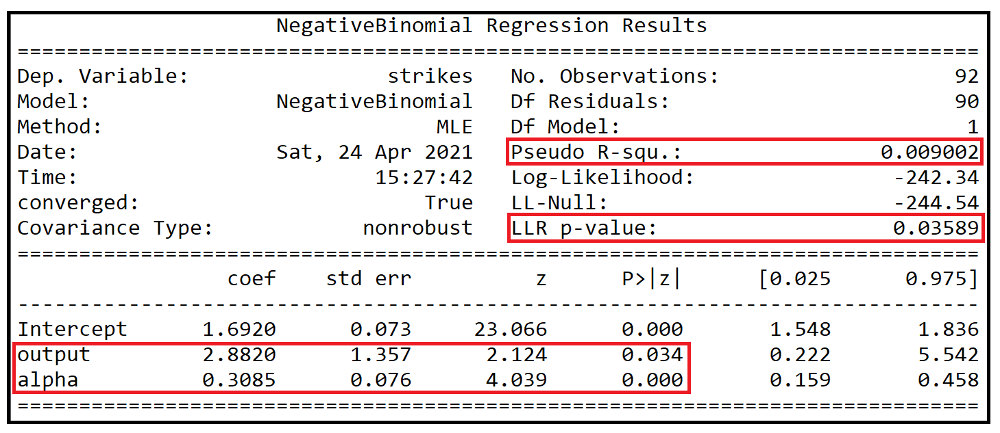 NegativeBinomial Regression Results
==============================================================================
Dep. Variable: strikes No. Observations: 92
Model: NegativeBinomial Df Residuals: 90
Method: MLE Df Model: 1
Date: Sat, 24 Apr 2021 Pseudo R-squ.: 0.009002
Time: 15:27:42 Log-Likelihood: -242.34
converged: True LL-Null: -244.54
Covariance Type: nonrobust LLR p-value: 0.03589
==============================================================================
coef std err z P>|z| [0.025 0.975]
------------------------------------------------------------------------------
Intercept 1.6920 0.073 23.066 0.000 1.548 1.836
output 2.8820 1.357 2.124 0.034 0.222 5.542
alpha 0.3085 0.076 4.039 0.000 0.159 0.458
==============================================================================